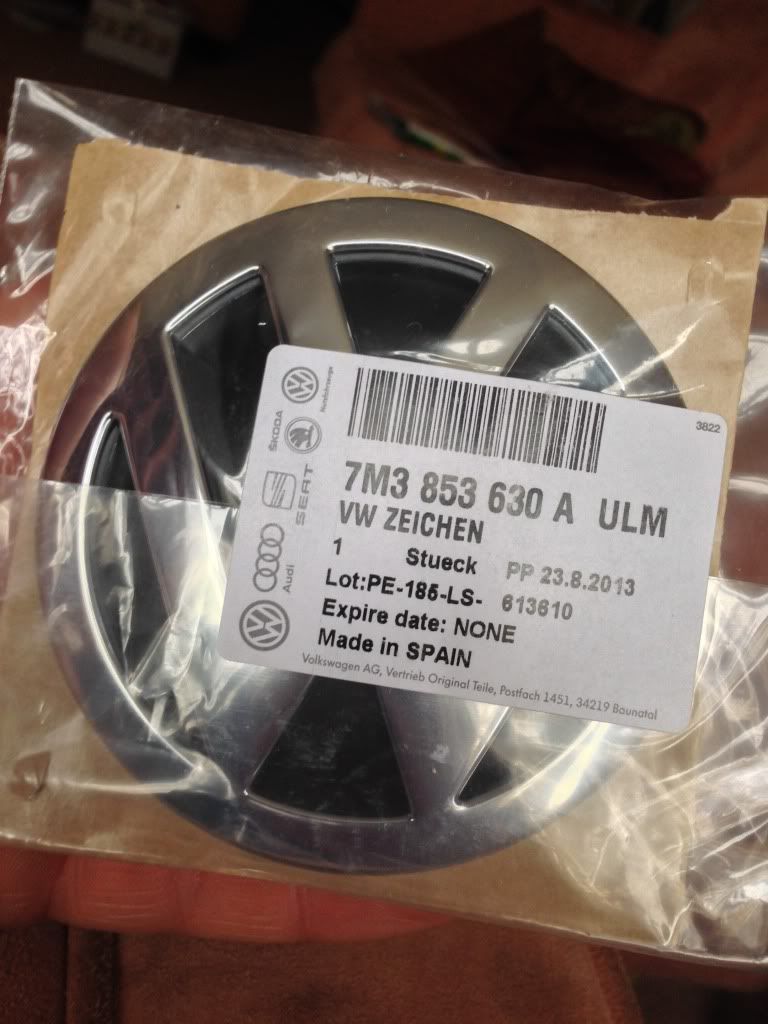 3822
7M3 853 630 A ULM
VW ZEICHEN
1 Stueck PP 23.8.2013
Lot:PE-185-LS- 613610
Expire date: NONE
Made in SPAIN
Volkswagen AG, Vertrieb Original Teile, Postfach 1451, 34219 Baunatal
Nutzfahrzeuge
ŠKODA
SEAT
Audi